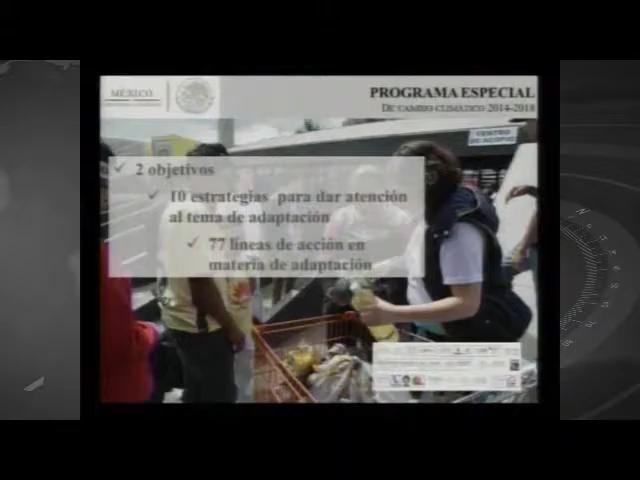 MÉXICO
PROGRAMA ESPECIAL
DE CAMBIO CLIMÁTICO 2014-2018
CENTRO
DE ACOPIO
✓ 2 objetivos
✓ 10 estrategias para dar atención
al tema de adaptación
✓ 77 líneas de acción en
materia de adaptación